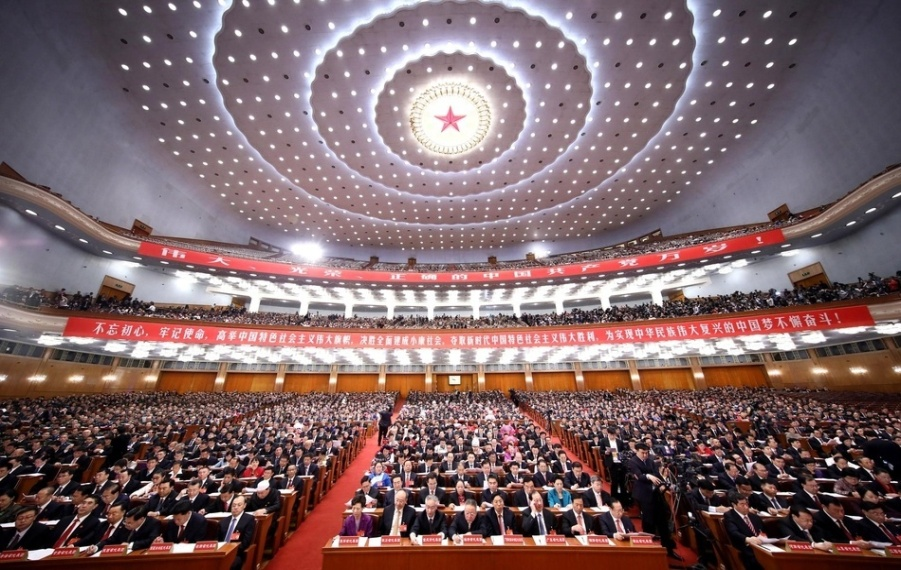 伟大、光荣、正确的中国共产党万岁！
不忘初心，牢记使命，高举中国特色社会主义伟大旗帜，决胜全面建成小康社会，夺取新时代中国特色社会主义伟大胜利，为实现中华民族伟大复兴的中国梦不懈奋斗！